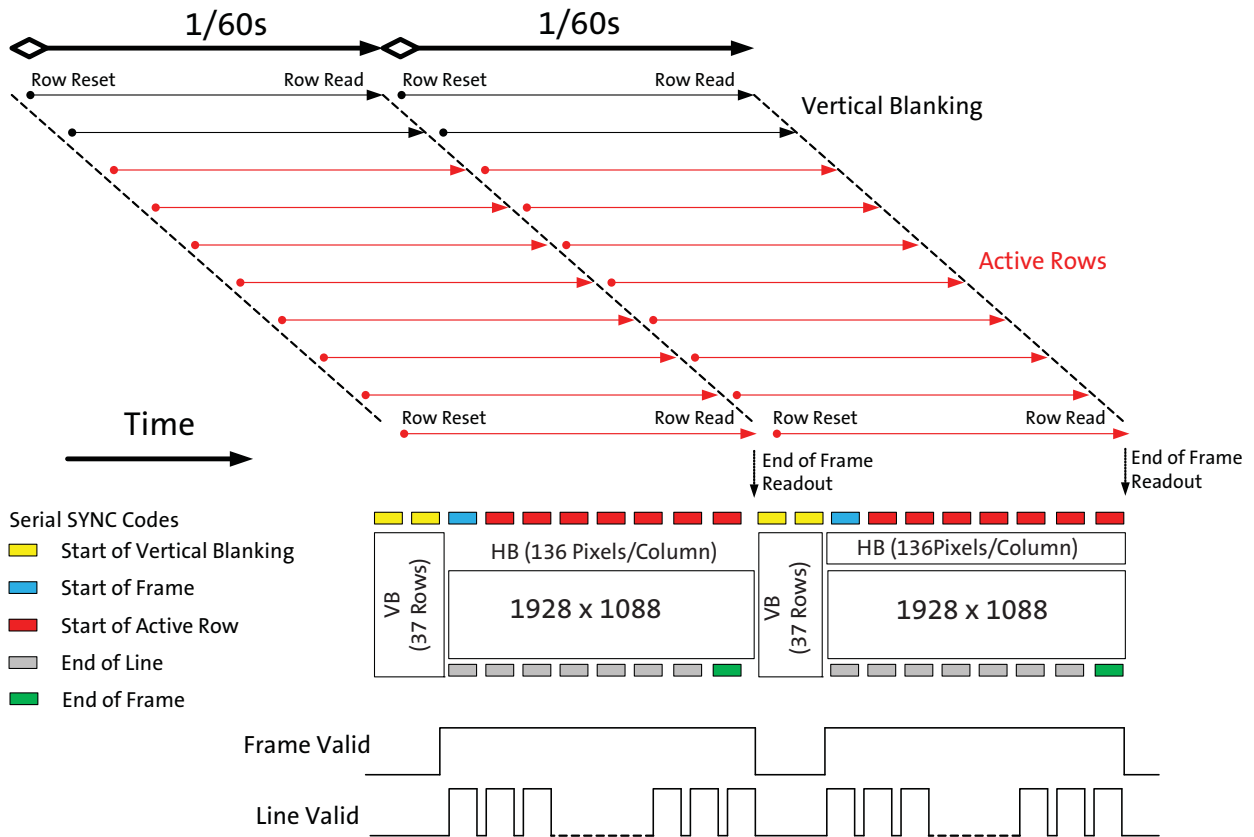 1/60s 1/60s
Row Reset Row Read Row Reset Row Read
Vertical Blanking
Active Rows
Row Reset Row Read Row Reset Row Read
Time
End of Frame
Readout
End of Frame
Readout
Serial SYNC Codes
Start of Vertical Blanking
Start of Frame
Start of Active Row
End of Line
End of Frame
VB
(37 Rows)
HB (136 Pixels/Column)
1928 x 1088
VB
(37 Rows)
HB (136Pixels/Column)
1928 x 1088
Frame Valid
Line Valid